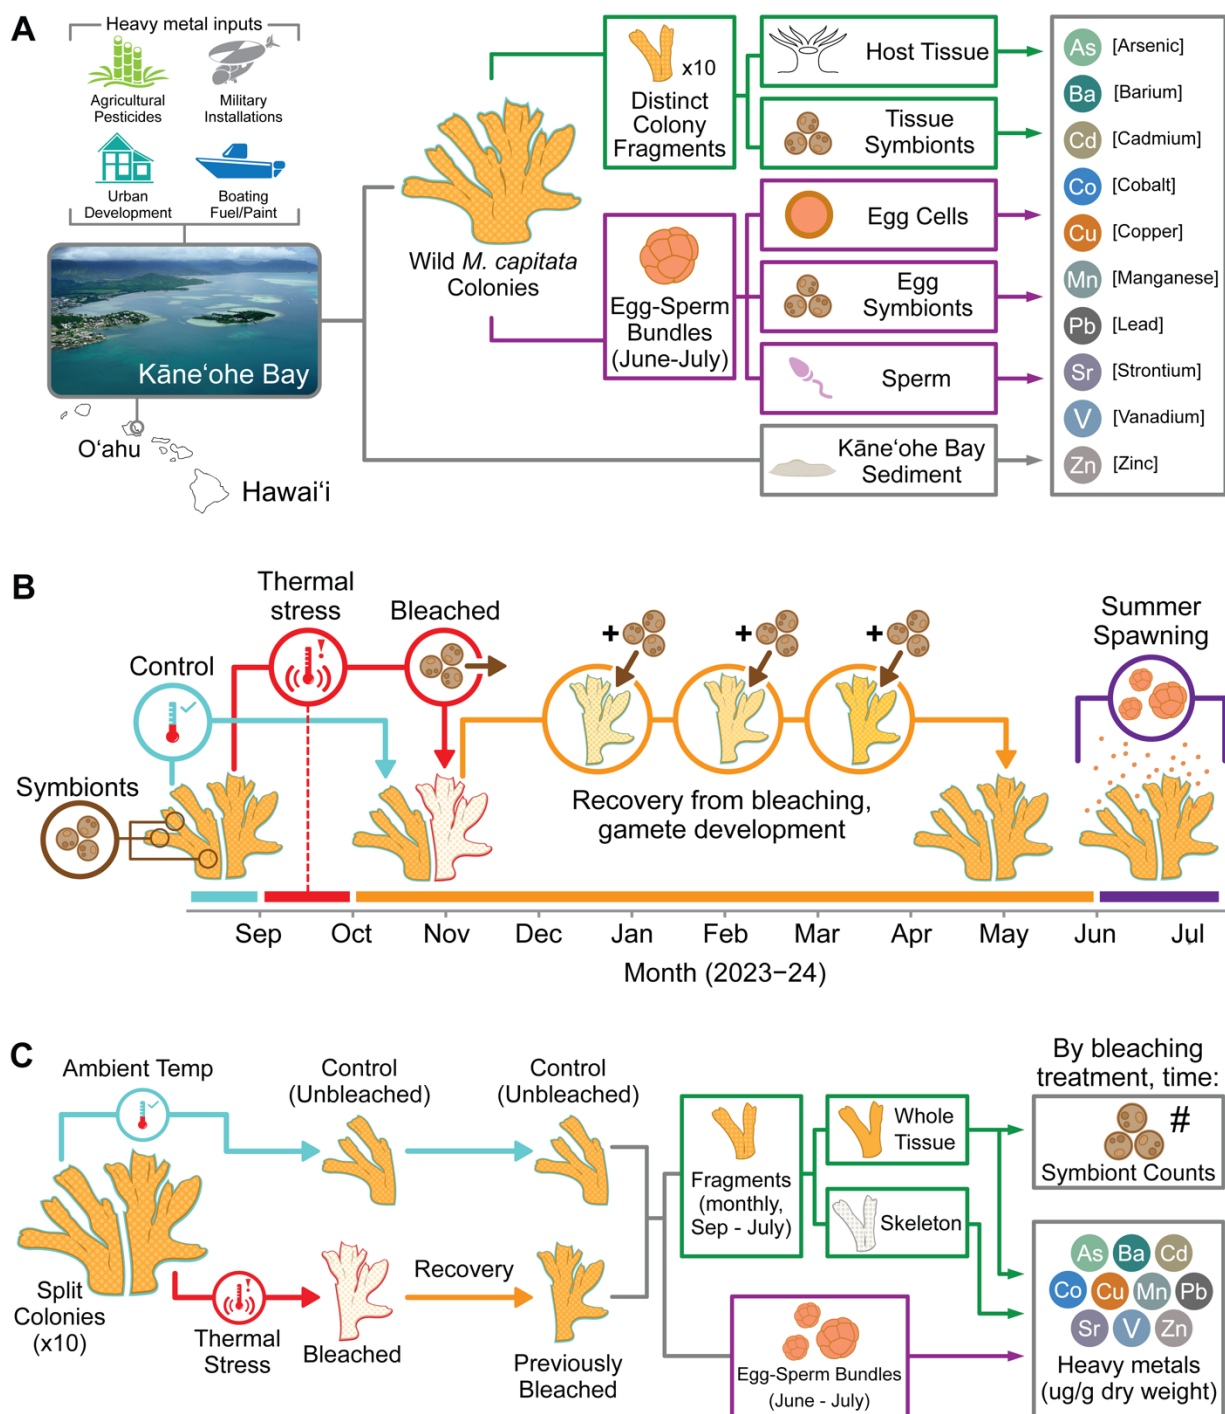 A
Heavy metal inputs
Agricultural
Pesticides
Military
Installations
Urban
Development
Boating
Fuel/Paint
Kāneʻohe Bay
Oʻahu
Hawaiʻi
Wild M. capitata
Colonies
x10
Distinct
Colony
Fragments
Egg-Sperm
Bundles
(June-July)
Host Tissue
Tissue
Symbionts
Egg Cells
Egg
Symbionts
Sperm
Kāneʻohe Bay
Sediment
As [Arsenic]
Ba [Barium]
Cd [Cadmium]
Co [Cobalt]
Cu [Copper]
Mn [Manganese]
Pb [Lead]
Sr [Strontium]
V [Vanadium]
Zn [Zinc]
B
Thermal
stress
Bleached
Control
!
Symbionts
+
+
+
Summer
Spawning
Recovery from bleaching,
gamete development
Sep Oct Nov Dec Jan Feb Mar Apr May Jun Jul
Month (2023–24)
C
Ambient Temp
Split
Colonies
(x10)
!
Thermal
Stress
Control
(Unbleached)
Control
(Unbleached)
Bleached
Recovery
Previously
Bleached
Fragments
(monthly,
Sep - July)
Whole
Tissue
Skeleton
Egg-Sperm Bundles
(June - July)
By bleaching
treatment, time:
#
Symbiont Counts
As Ba Cd
Co Cu Mn Pb
Sr V Zn
Heavy metals
(ug/g dry weight)